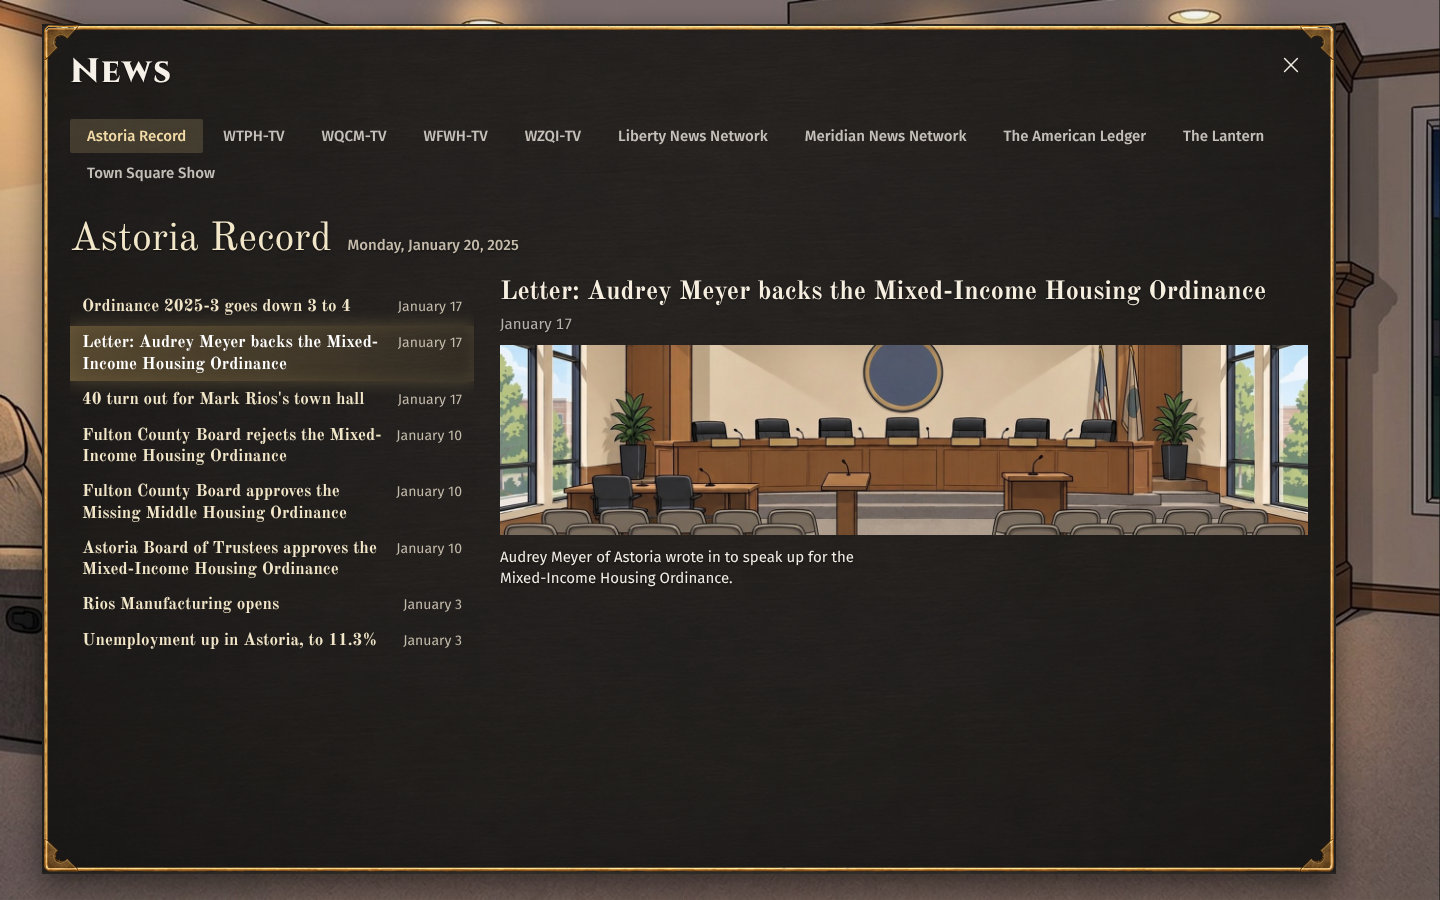 News
Astoria Record
WTPH-TV
WQCM-TV
WFWH-TV
WZQI-TV
Liberty News Network
Meridian News Network
The American Ledger
The Lantern
Town Square Show
Astoria Record
Monday, January 20, 2025
Ordinance 2025-3 goes down 3 to 4
January 17
Letter: Audrey Meyer backs the Mixed-
Income Housing Ordinance
January 17
40 turn out for Mark Rios's town hall
January 17
Fulton County Board rejects the Mixed-
Income Housing Ordinance
January 10
Fulton County Board approves the
Missing Middle Housing Ordinance
January 10
Astoria Board of Trustees approves the
Mixed-Income Housing Ordinance
January 10
Rios Manufacturing opens
January 3
Unemployment up in Astoria, to 11.3%
January 3
Letter: Audrey Meyer backs the Mixed-Income Housing Ordinance
January 17
Audrey Meyer of Astoria wrote in to speak up for the
Mixed-Income Housing Ordinance.